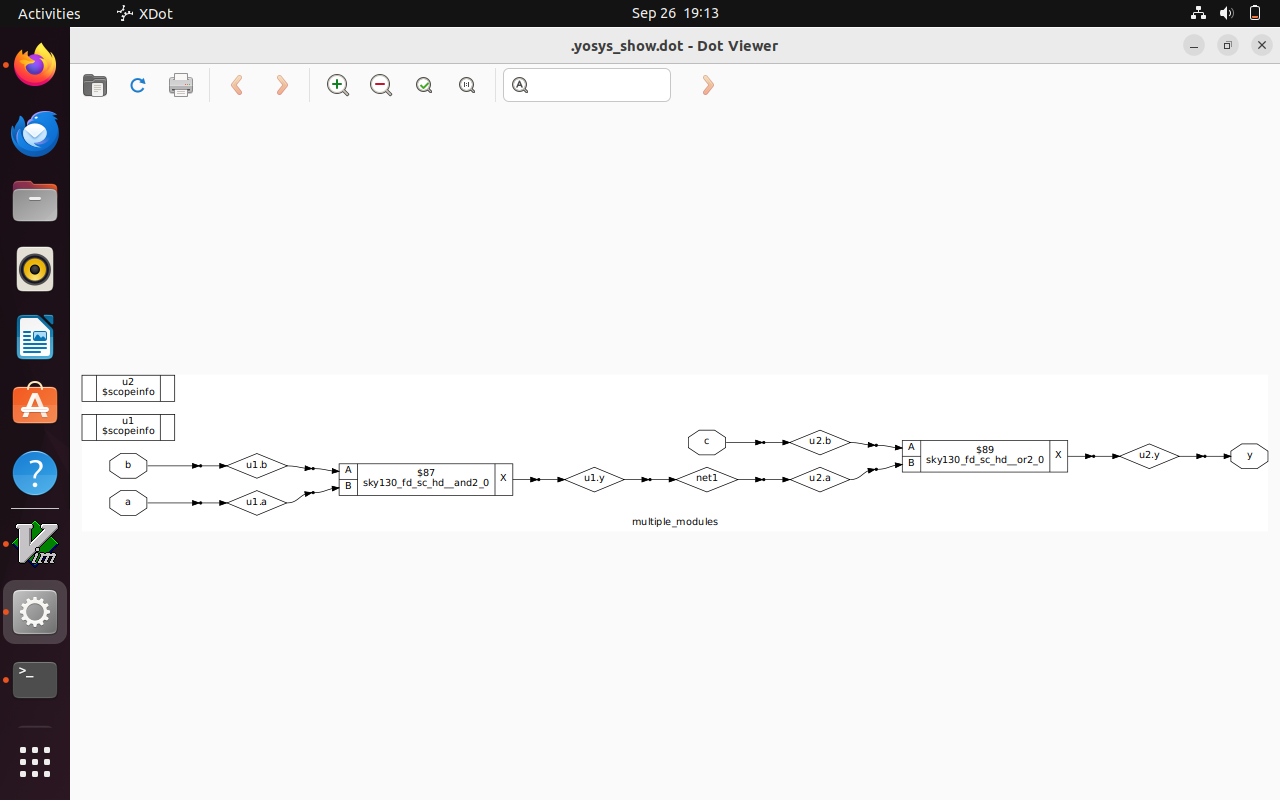 Activities
XDot
Sep 26 19:13
.yosys_show.dot - Dot Viewer
u2
$scopeinfo
u1
$scopeinfo
b
a
u1.b
u1.a
A
B
$87
sky130_fd_sc_hd__and2_0
X
u1.y
c
net1
u2.b
u2.a
A
B
$89
sky130_fd_sc_hd__or2_0
X
u2.y
y
multiple_modules